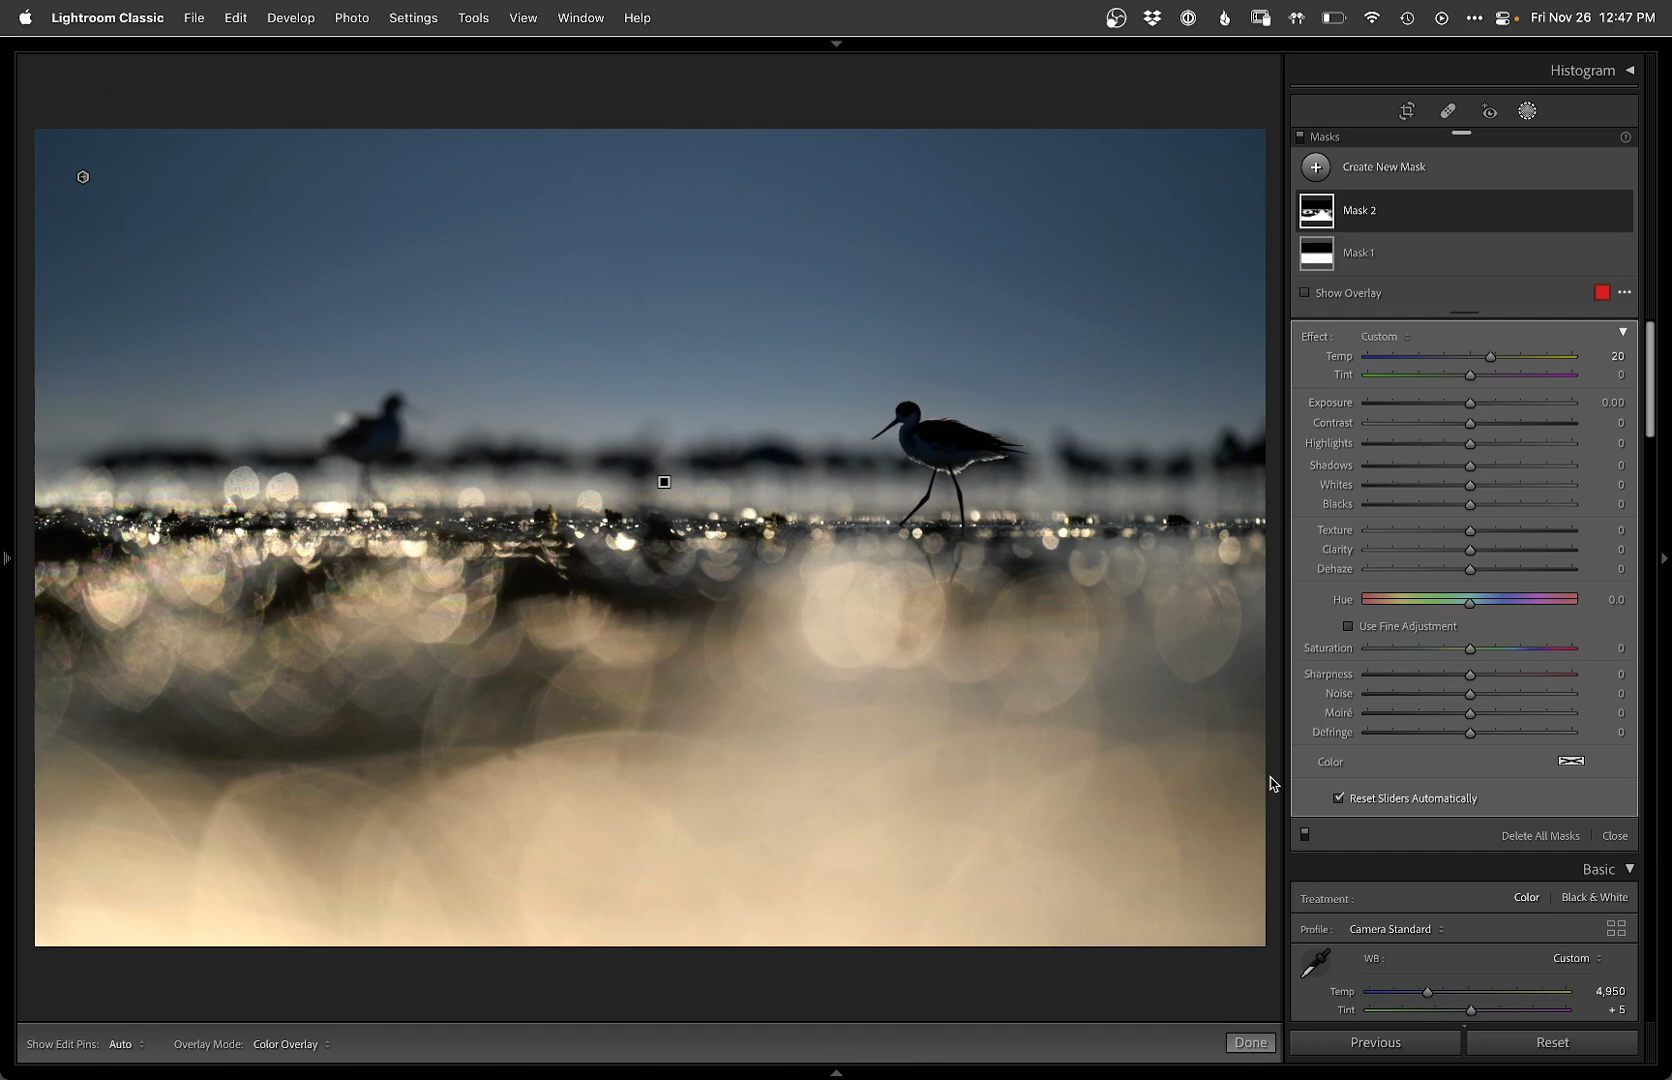 Lightroom Classic File Edit Develop Photo Settings Tools View Window Help Fri Nov 26 12:47 PM
Histogram
Masks
Create New Mask
Mask 2
Mask 1
Show Overlay
Effect : Custom
Temp 20
Tint 0
Exposure 0.00
Contrast 0
Highlights 0
Shadows 0
Whites 0
Blacks 0
Texture 0
Clarity 0
Dehaze 0
Hue 0.0
Use Fine Adjustment
Saturation 0
Sharpness 0
Noise 0
Moiré 0
Defringe 0
Color
Reset Sliders Automatically
Delete All Masks Close
Basic
Treatment : Color Black & White
Profile : Camera Standard
WB : Custom
Temp 4,950
Tint + 5
Show Edit Pins: Auto Overlay Mode: Color Overlay Done Previous Reset